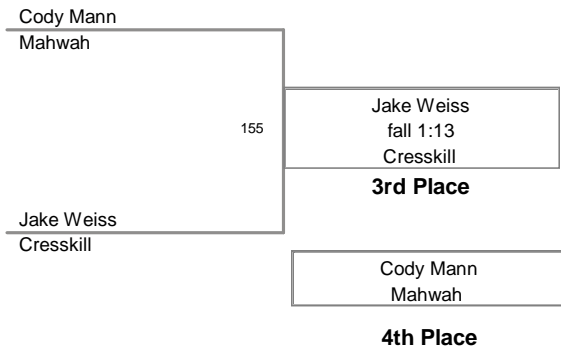 Cody Mann
Mahwah
155
Jake Weiss
fall 1:13
Cresskill
3rd Place
Jake Weiss
Cresskill
Cody Mann
Mahwah
4th Place